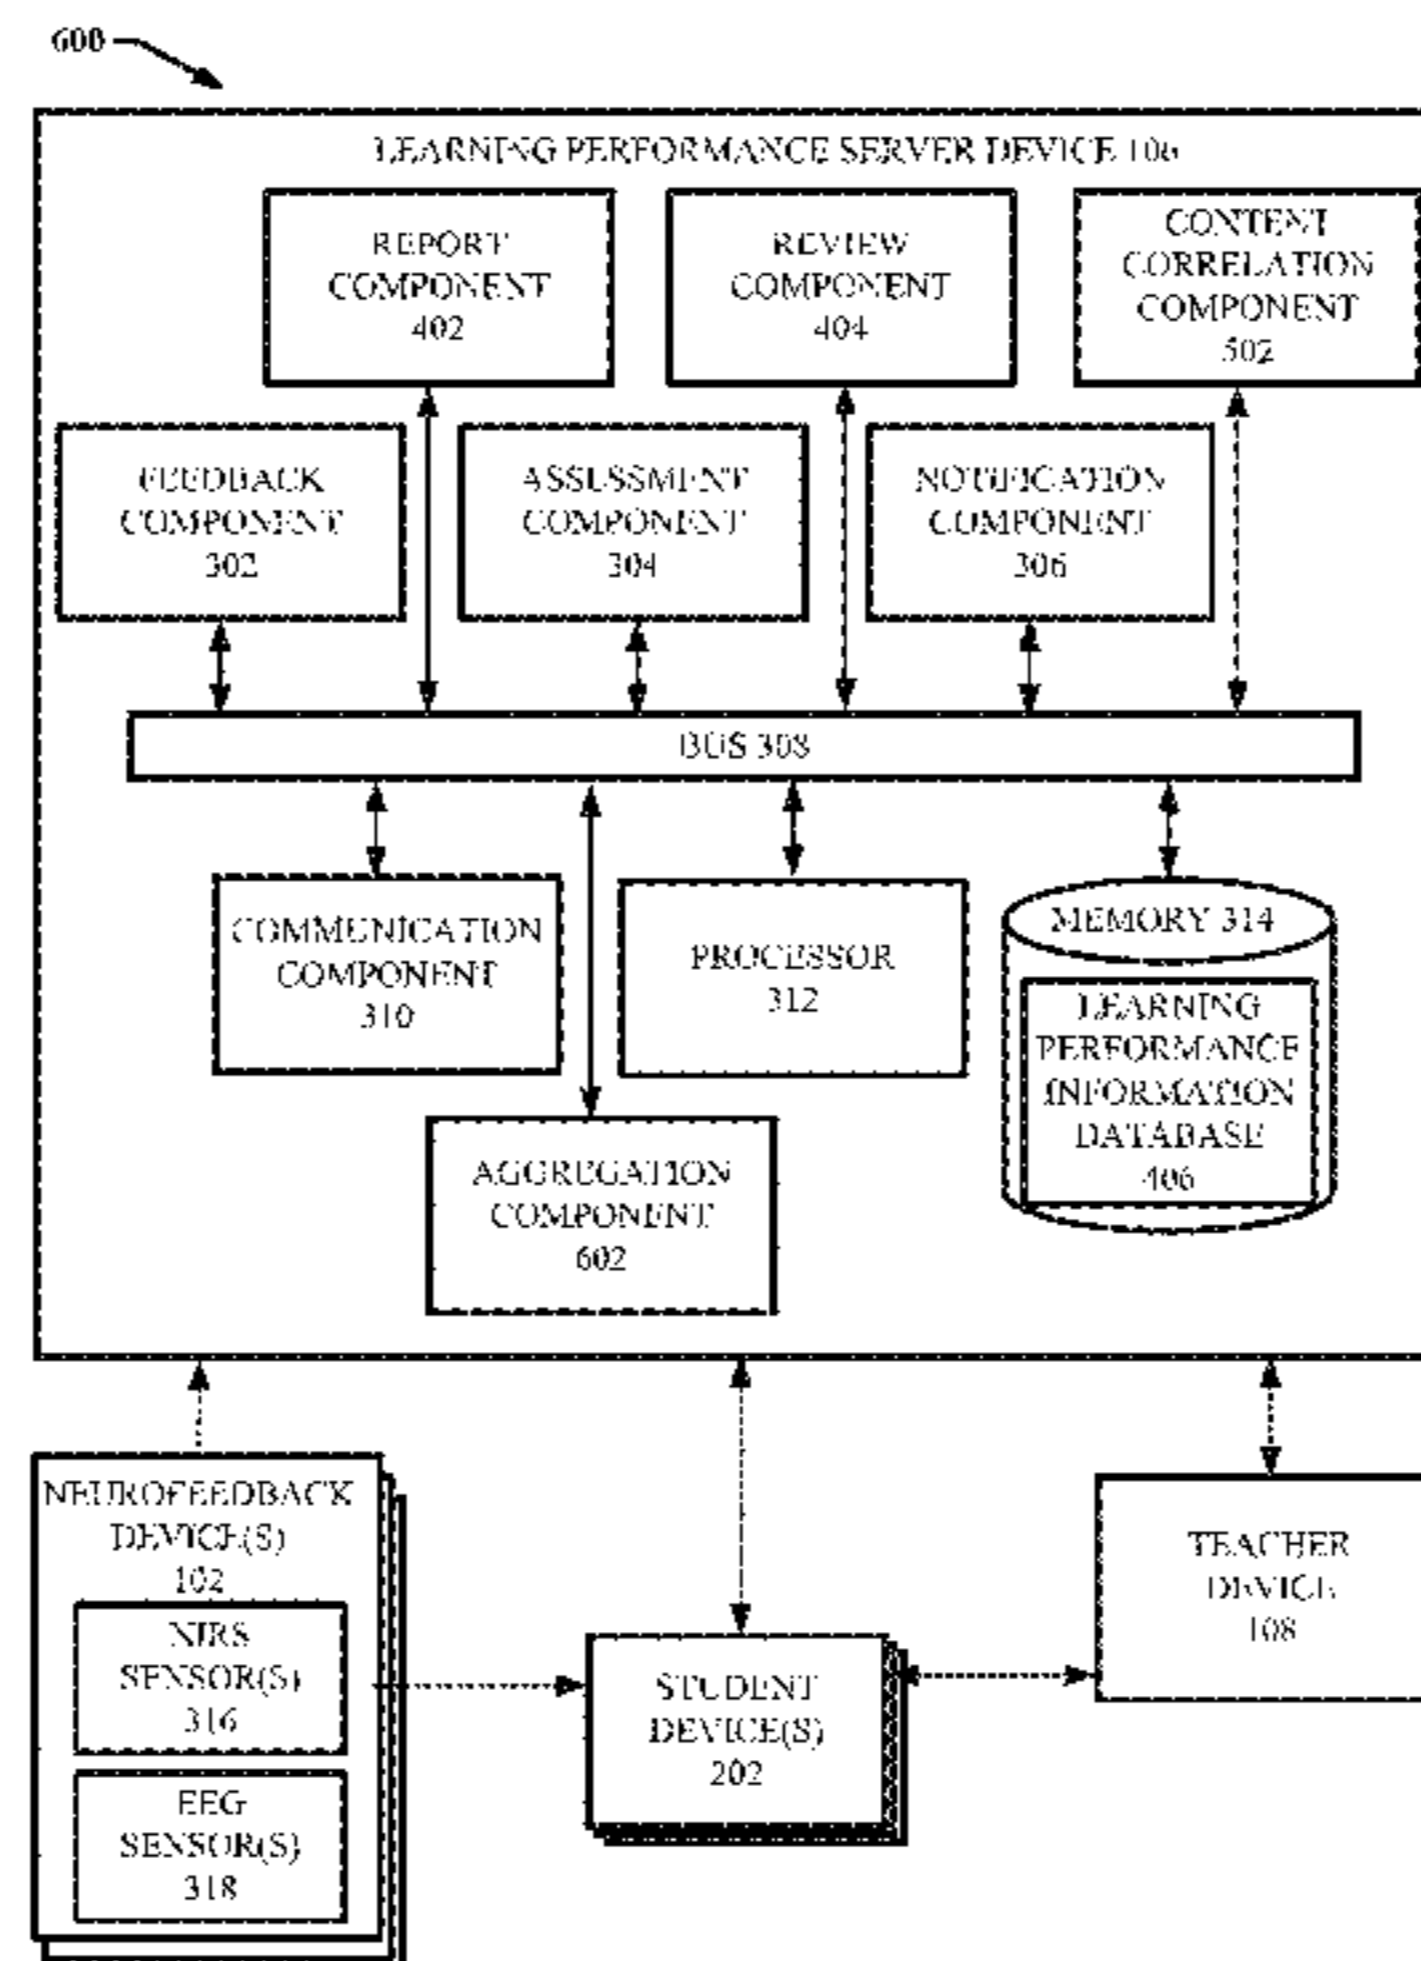 600
LEARNING PERFORMANCE SERVER DEVICE 106
REPORT
COMPONENT
402
REVIEW
COMPONENT
404
CONTENT
CORRELATION
COMPONENT
502
FEEDBACK
COMPONENT
302
ASSESSMENT
COMPONENT
304
NOTIFICATION
COMPONENT
306
BUS 308
COMMUNICATION
COMPONENT
310
PROCESSOR
312
MEMORY 314
LEARNING
PERFORMANCE
INFORMATION
DATABASE
406
AGGREGATION
COMPONENT
602
NEUROFEEDBACK
DEVICE(S)
102
NIRS
SENSOR(S)
316
EEG
SENSOR(S)
318
STUDENT
DEVICE(S)
202
TEACHER
DEVICE
108